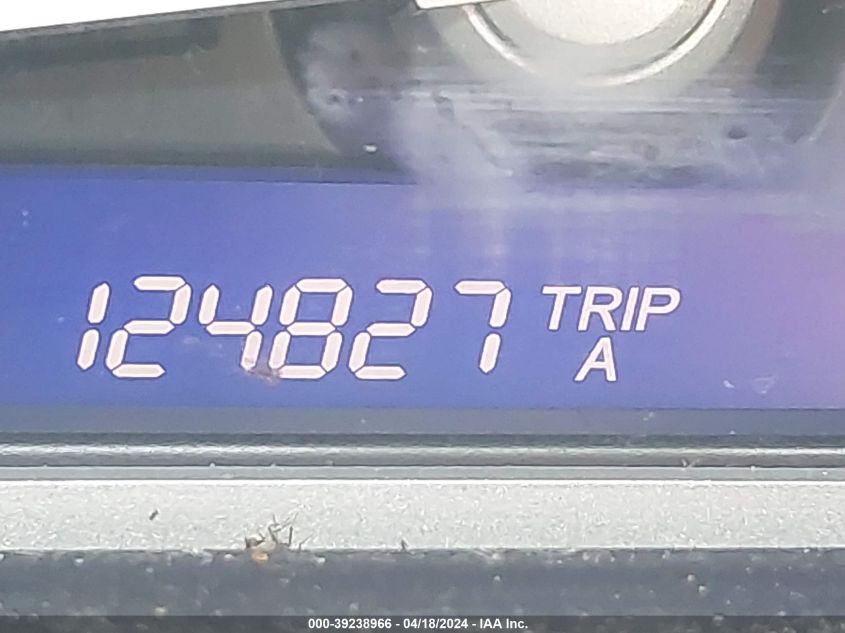 124827 TRIP
A
000-39238966 - 04/18/2024 - IAA Inc.